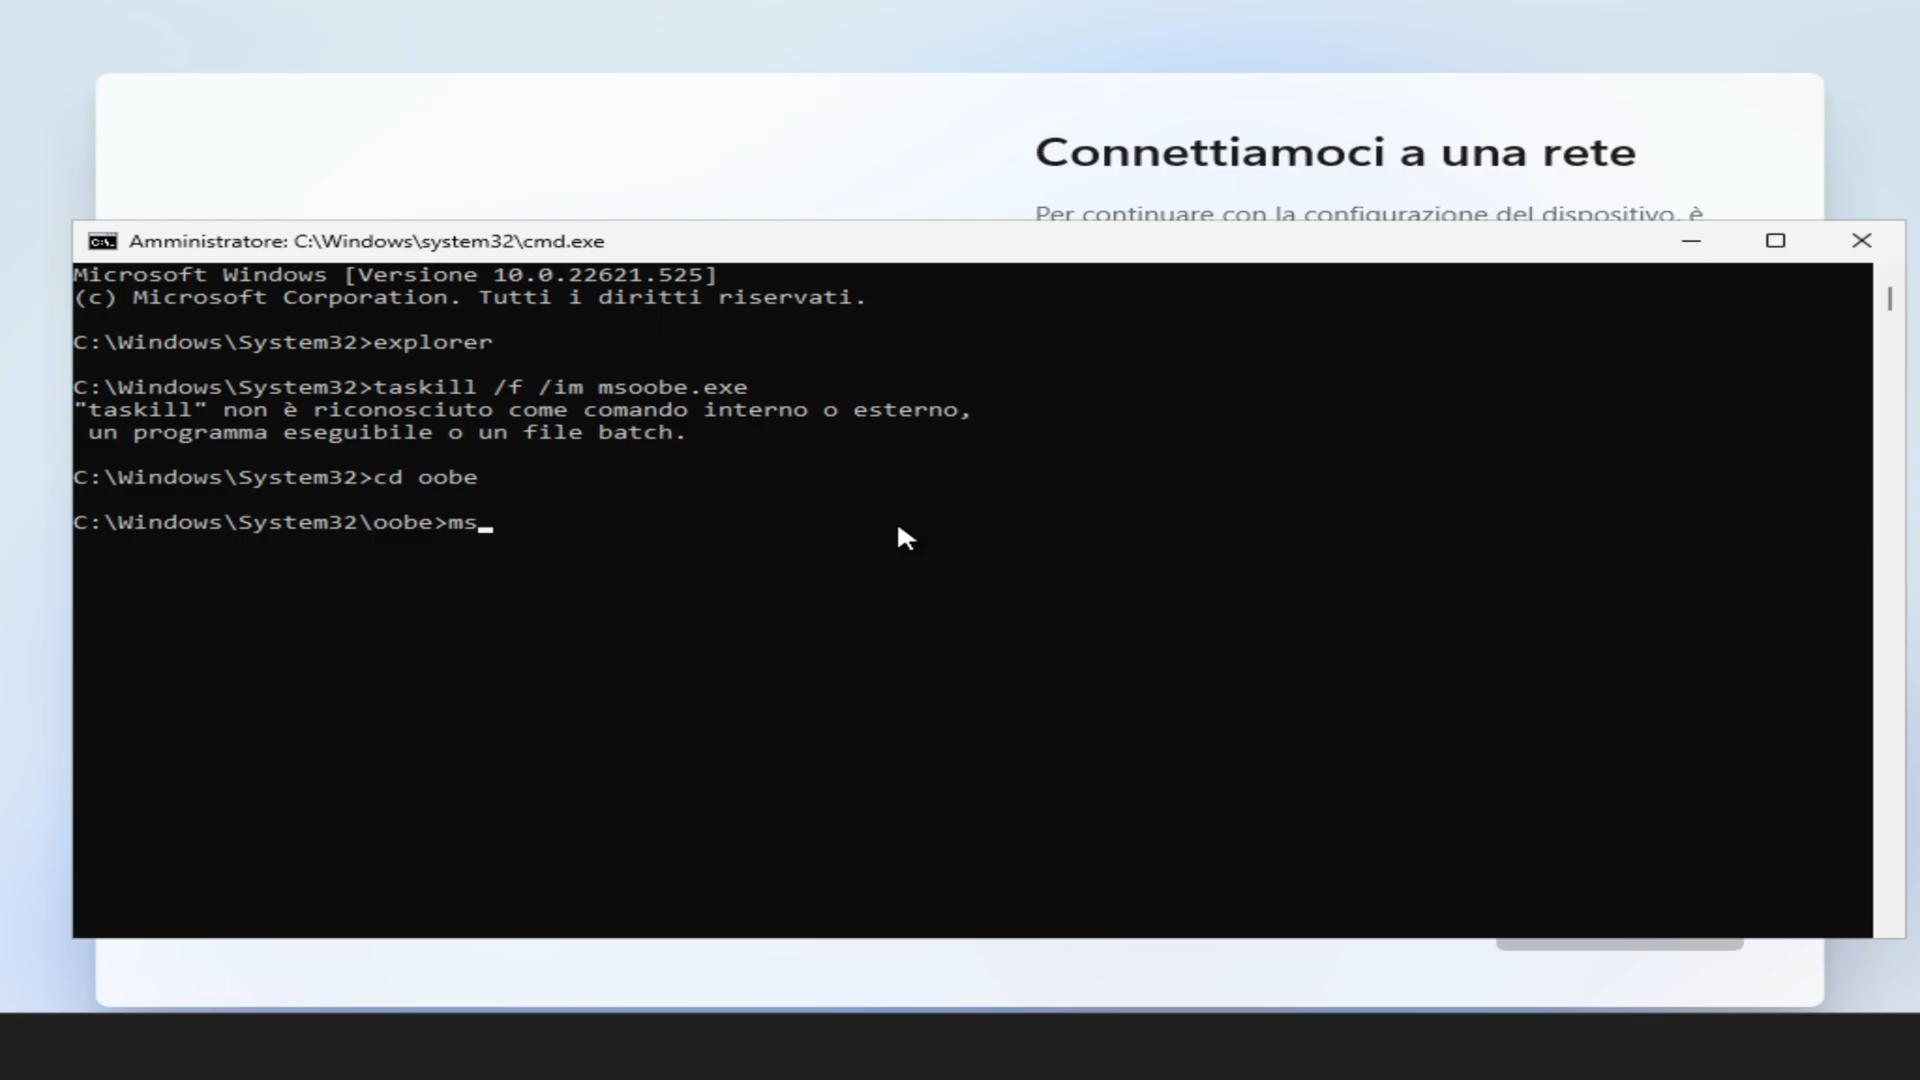 Connettiamoci a una rete
Per continuare con la configurazione del dispositivo, è
Amministratore: C:\Windows\system32\cmd.exe
Microsoft Windows [Versione 10.0.22621.525]
(c) Microsoft Corporation. Tutti i diritti riservati.
C:\Windows\System32>explorer
C:\Windows\System32>taskill /f /im msoobe.exe
"taskill" non è riconosciuto come comando interno o esterno,
un programma eseguibile o un file batch.
C:\Windows\System32>cd oobe
C:\Windows\System32\oobe>ms